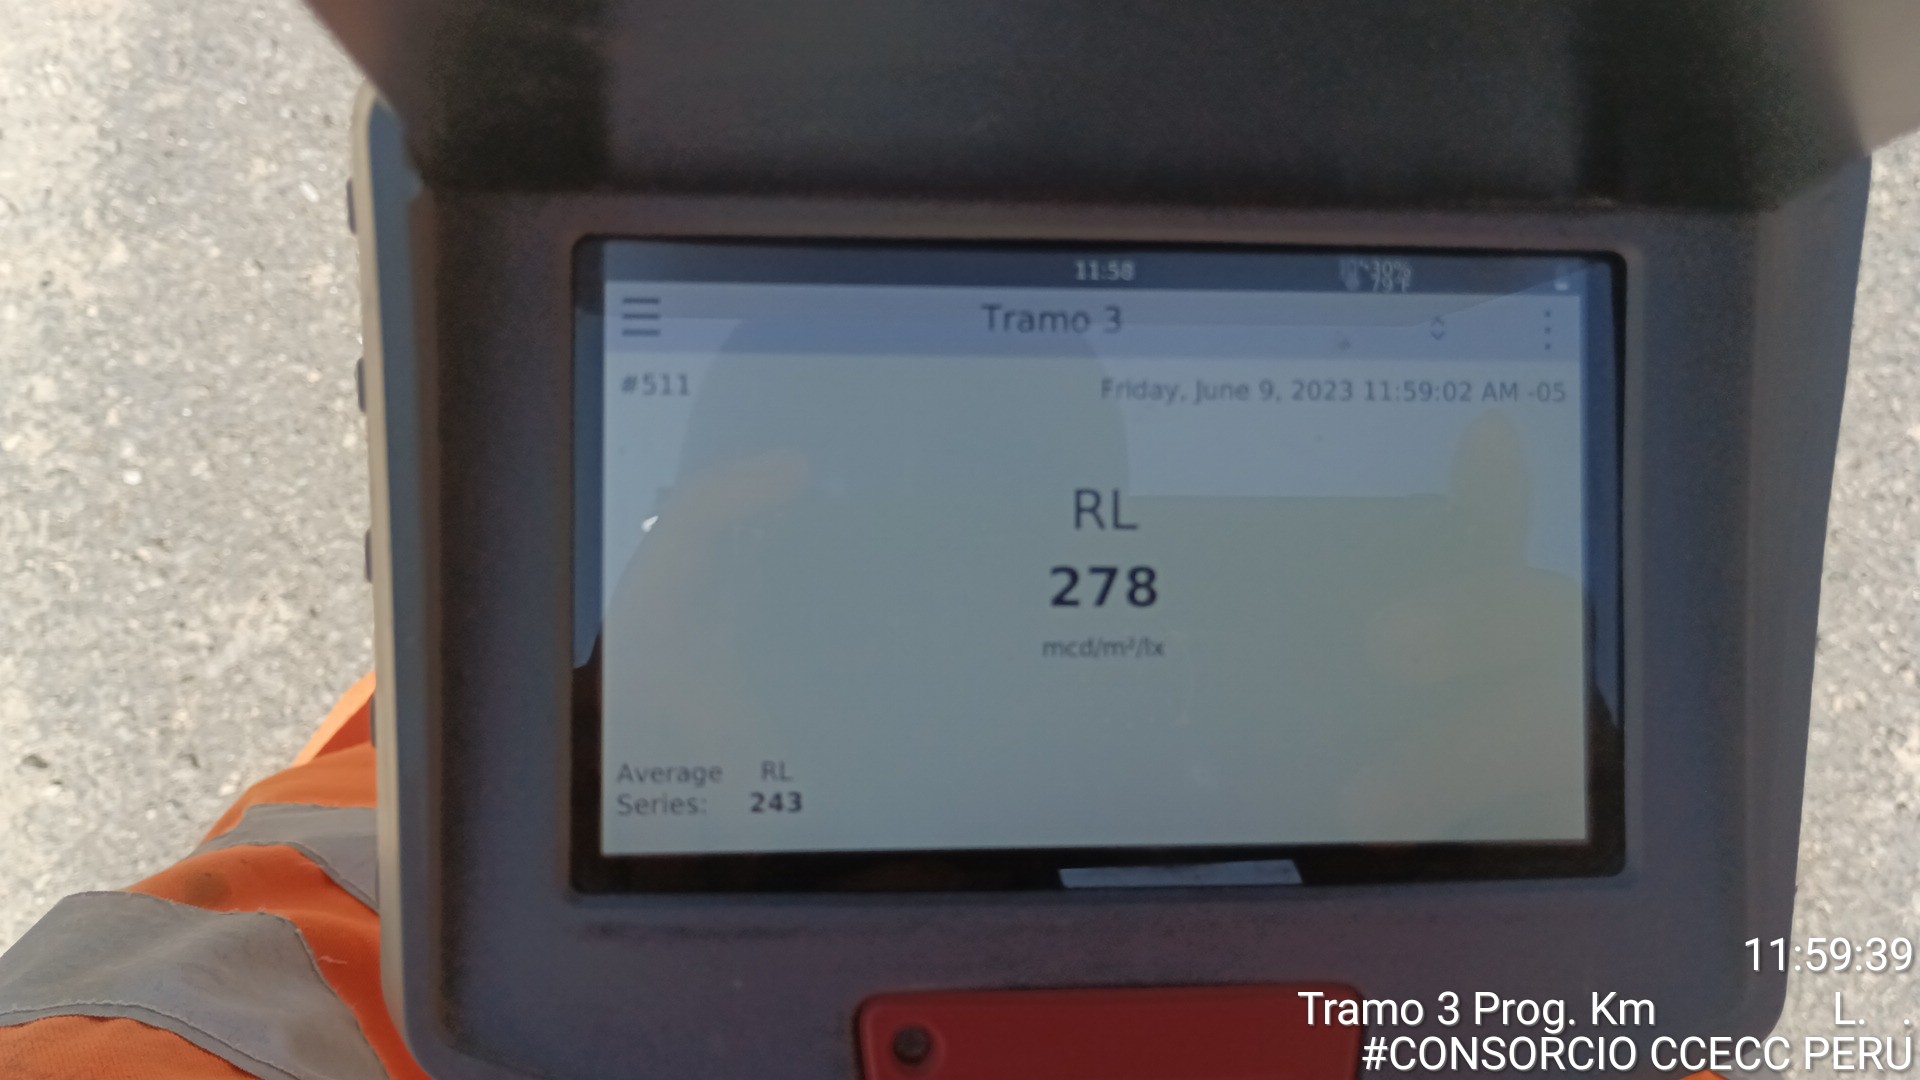 11:58
Tramo 3
#511
Friday, June 9, 2023 11:59:02 AM -05
RL
278
mcd/m²/lx
Average RL
Series: 243
11:59:39
Tramo 3 Prog. Km L. .
#CONSORCIO CCECC PERU